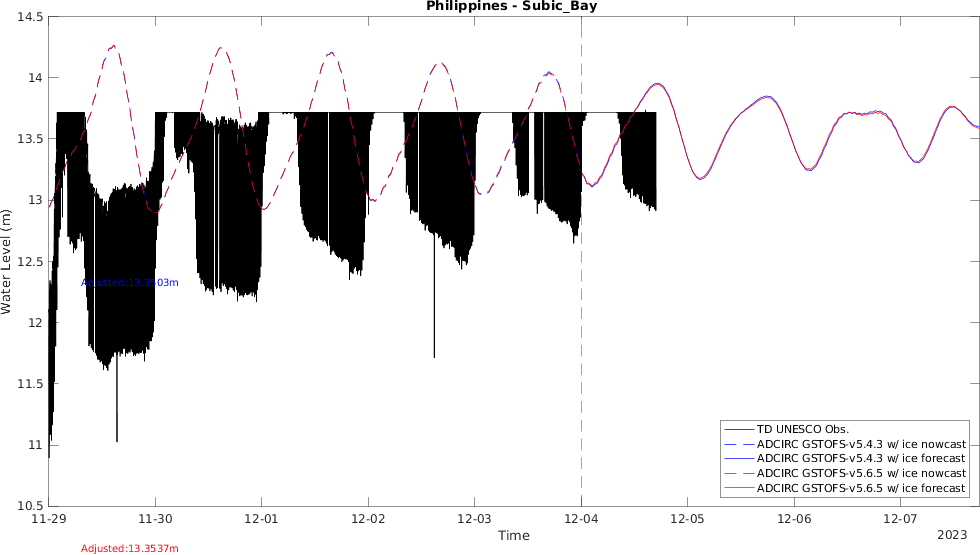 Philippines - Subic_Bay
14.5
14
13.5
13
12.5
12
11.5
11
10.5
Water Level (m)
Adjusted:13.3503m
TD UNESCO Obs.
ADCIRC GSTOFS-v5.4.3 w/ ice nowcast
ADCIRC GSTOFS-v5.4.3 w/ ice forecast
ADCIRC GSTOFS-v5.6.5 w/ ice nowcast
ADCIRC GSTOFS-v5.6.5 w/ ice forecast
11-29 11-30 12-01 12-02 12-03 12-04 12-05 12-06 12-07
Time
2023
Adjusted:13.3537m